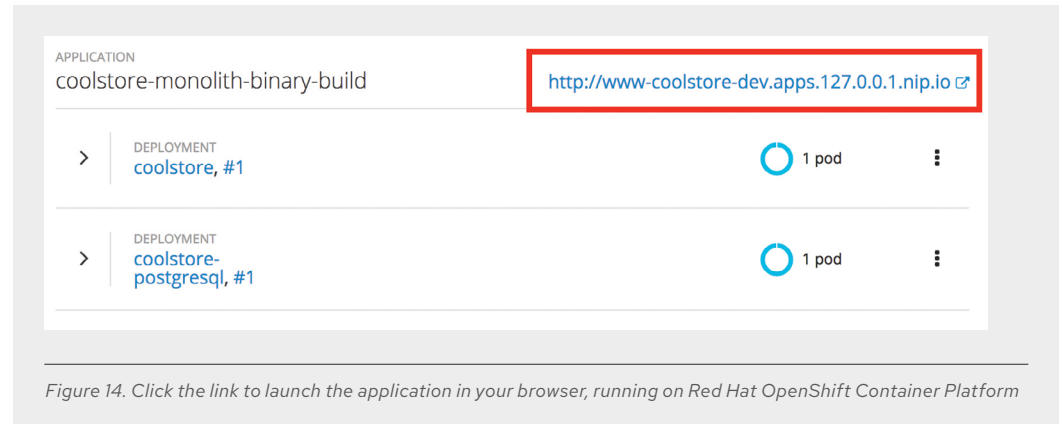 APPLICATION
coolstore-monolith-binary-build
http://www-coolstore-dev.apps.127.0.0.1.nip.io
DEPLOYMENT
coolstore, #1
1 pod
DEPLOYMENT
coolstore-
postgresql, #1
1 pod
Figure 14. Click the link to launch the application in your browser, running on Red Hat OpenShift Container Platform